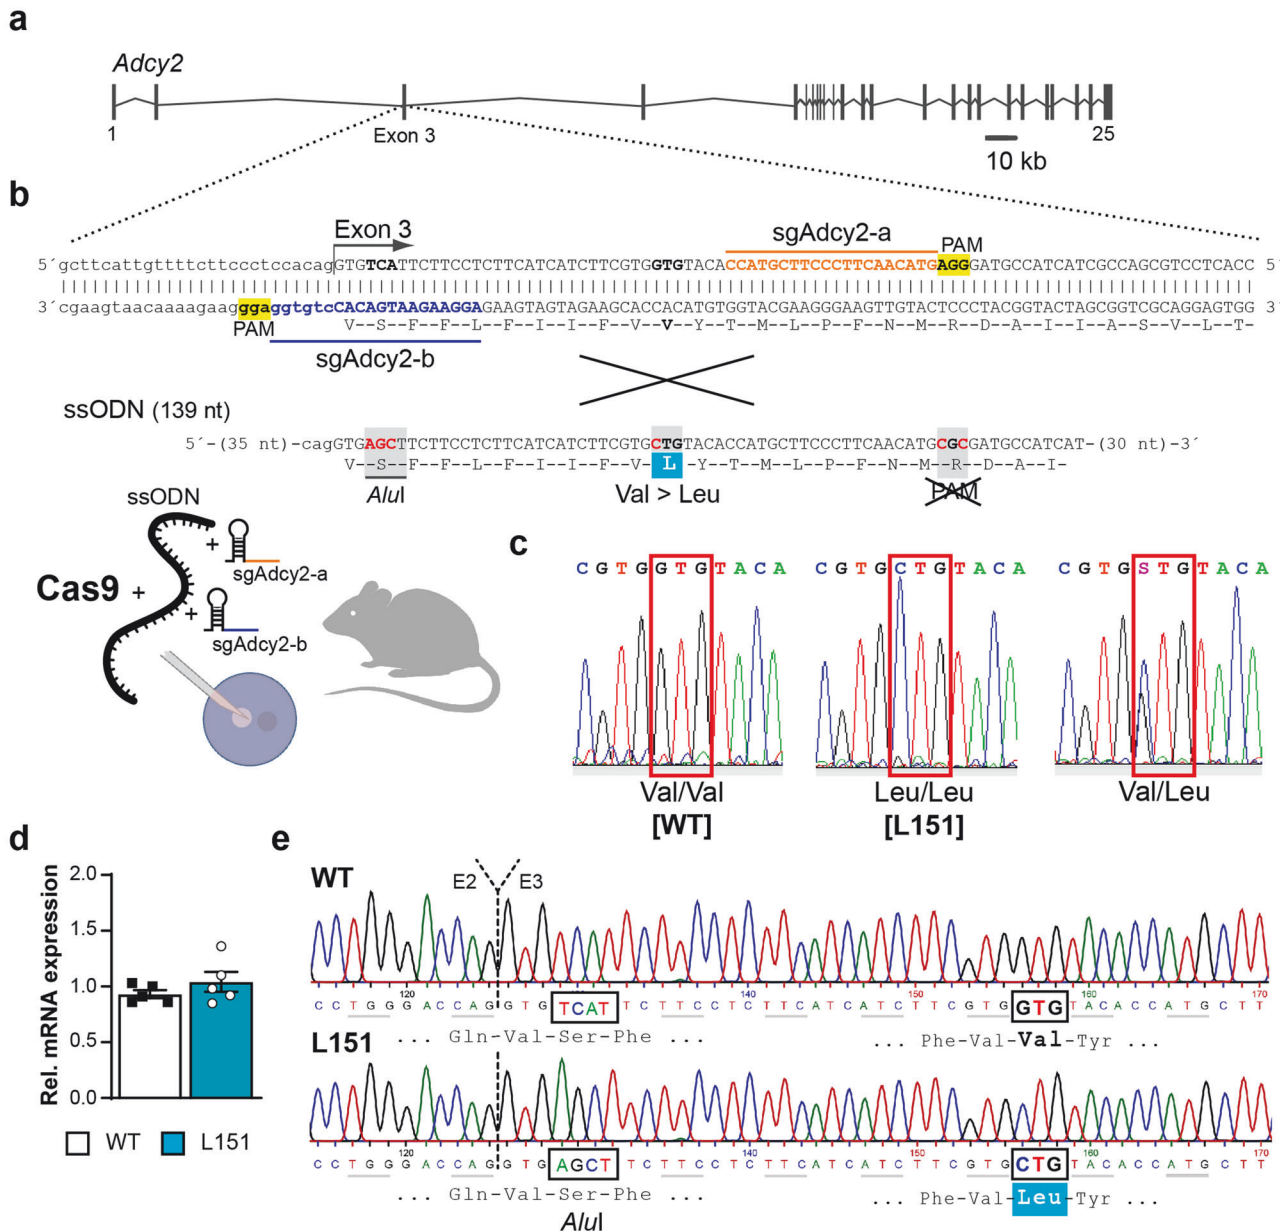 a
Adcy2
1
Exon 3
25
10 kb
b
Exon 3
sgAdcy2-a
PAM
5´gcttcattgttttcttccctccacagGTGTCATTCTTCCTCTTCATCATCTTCGTGGTGTACACCATGCTTCCCTTCAACATGAGGGATGCCATCATCGCCAGCGTCCTCACC 5´
3´cgaagtaacaaaagaagggaggtgtcCACAGTAAGAAGGAGAAGTAGTAGAAGCACCACATGTGGTACGAAGGGAAGTTGTACTCCCTACGGTACTAGCGGTCGCAGGAGTGG 3´
PAM
V--S--F--F--L--F--I--I--F--V--V--Y--T--M--L--P--F--N--M--R--D--A--I--I--A--S--V--L--T-
sgAdcy2-b
ssODN (139 nt)
5´-(35 nt)-cagGTGAGCTTCTTCCTCTTCATCATCTTCGTGCTGTACACCATGCTTCCCTTCAACATGCGCGATGCCATCAT-(30 nt)-3´
V--S--F--F--L--F--I--I--F--V--L--Y--T--M--L--P--F--N--M--R--D--A--I-
AluI
Val > Leu
PAM
ssODN
+
sgAdcy2-a
Cas9 +
+
sgAdcy2-b
c
C G T G G T G T A C A
C G T G C T G T A C A
C G T G S T G T A C A
Val/Val
[WT]
Leu/Leu
[L151]
Val/Leu
d
Rel. mRNA expression
2.0
1.5
1.0
0.5
0.0
WT
L151
e
WT
E2
E3
120
140
150
160
170
C C T G G G A C C A G G T G T C A T T C T T C C T C T T C A T C A T C T T C G T G G T G T A C A C C A T G C T T
... Gln-Val-Ser-Phe ...
... Phe-Val-Val-Tyr ...
L151
120
140
150
160
170
C C T G G G A C C A G G T G A G C T T C T T C C T C T T C A T C A T C T T C G T G C T G T A C A C C A T G C T T
... Gln-Val-Ser-Phe ...
... Phe-Val-Leu-Tyr ...
AluI